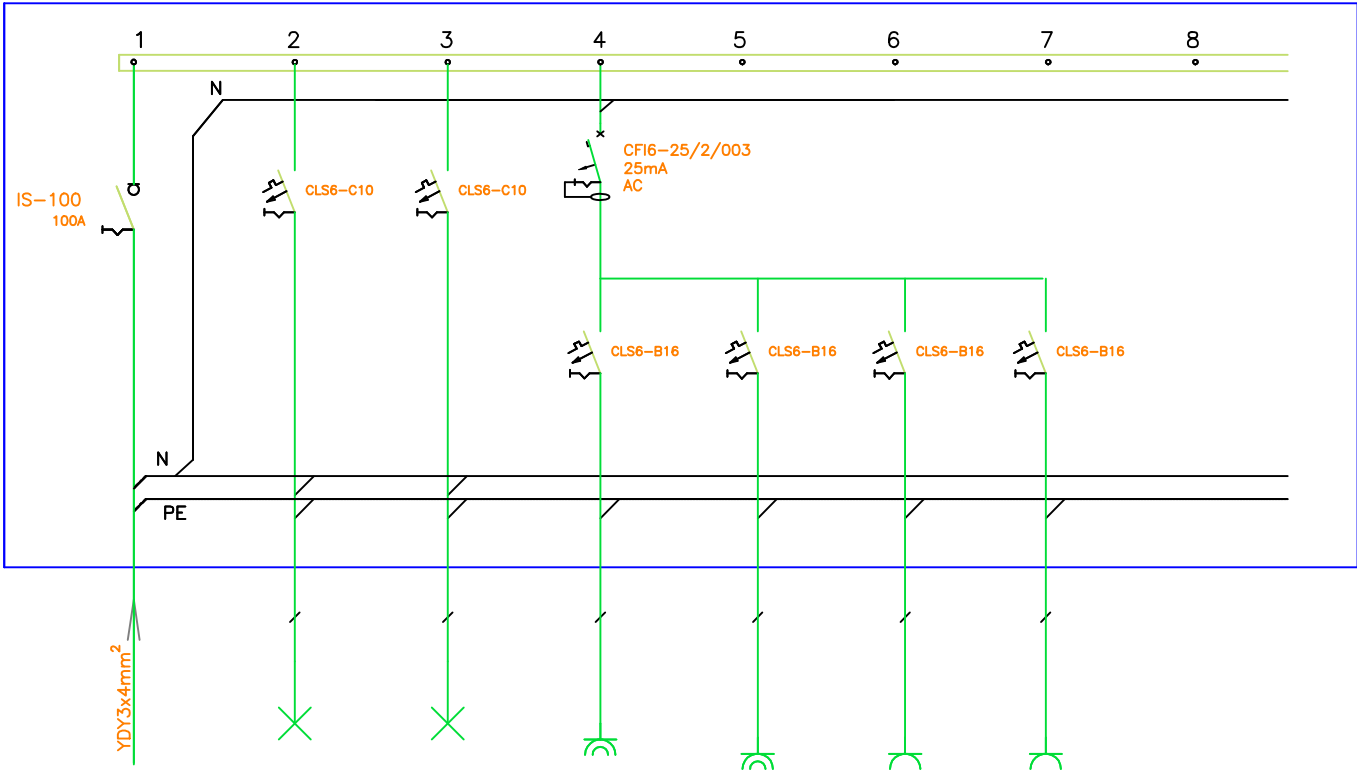 1 2 3 4 5 6 7 8
N
CFI6-25/2/003
25mA
AC
IS-100
100A
CLS6-C10 CLS6-C10
CLS6-B16 CLS6-B16 CLS6-B16 CLS6-B16
N
PE
YDY3x4mm²